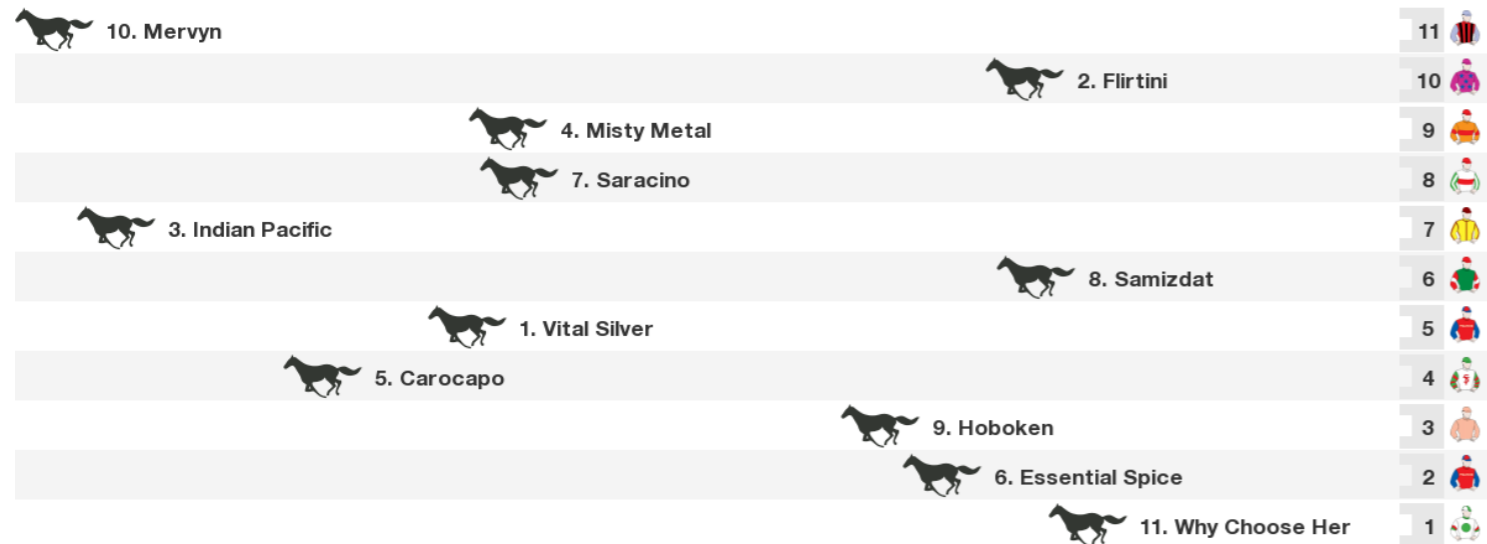 10. Mervyn 11
2. Flirtini 10
4. Misty Metal 9
7. Saracino 8
3. Indian Pacific 7
8. Samizdat 6
1. Vital Silver 5
5. Carocapo 4
9. Hoboken 3
6. Essential Spice 2
11. Why Choose Her 1